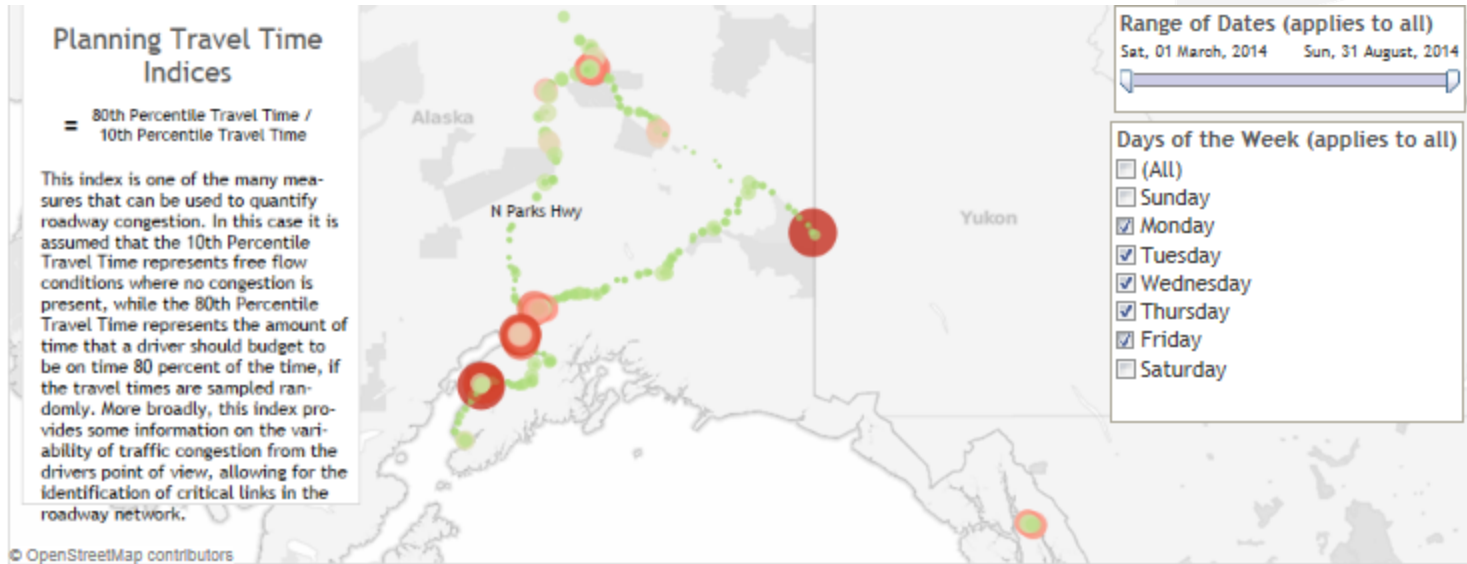 Planning Travel Time
Indices
= 80th Percentile Travel Time /
10th Percentile Travel Time
This index is one of the many mea-
sures that can be used to quantify
roadway congestion. In this case it is
assumed that the 10th Percentile
Travel Time represents free flow
conditions where no congestion is
present, while the 80th Percentile
Travel Time represents the amount of
time that a driver should budget to
be on time 80 percent of the time, if
the travel times are sampled ran-
domly. More broadly, this index pro-
vides some information on the vari-
ability of traffic congestion from the
drivers point of view, allowing for the
identification of critical links in the
roadway network.
© OpenStreetMap contributors
Alaska
N Parks Hwy
Yukon
Range of Dates (applies to all)
Sat, 01 March, 2014 Sun, 31 August, 2014
Days of the Week (applies to all)
(All)
Sunday
Monday
Tuesday
Wednesday
Thursday
Friday
Saturday